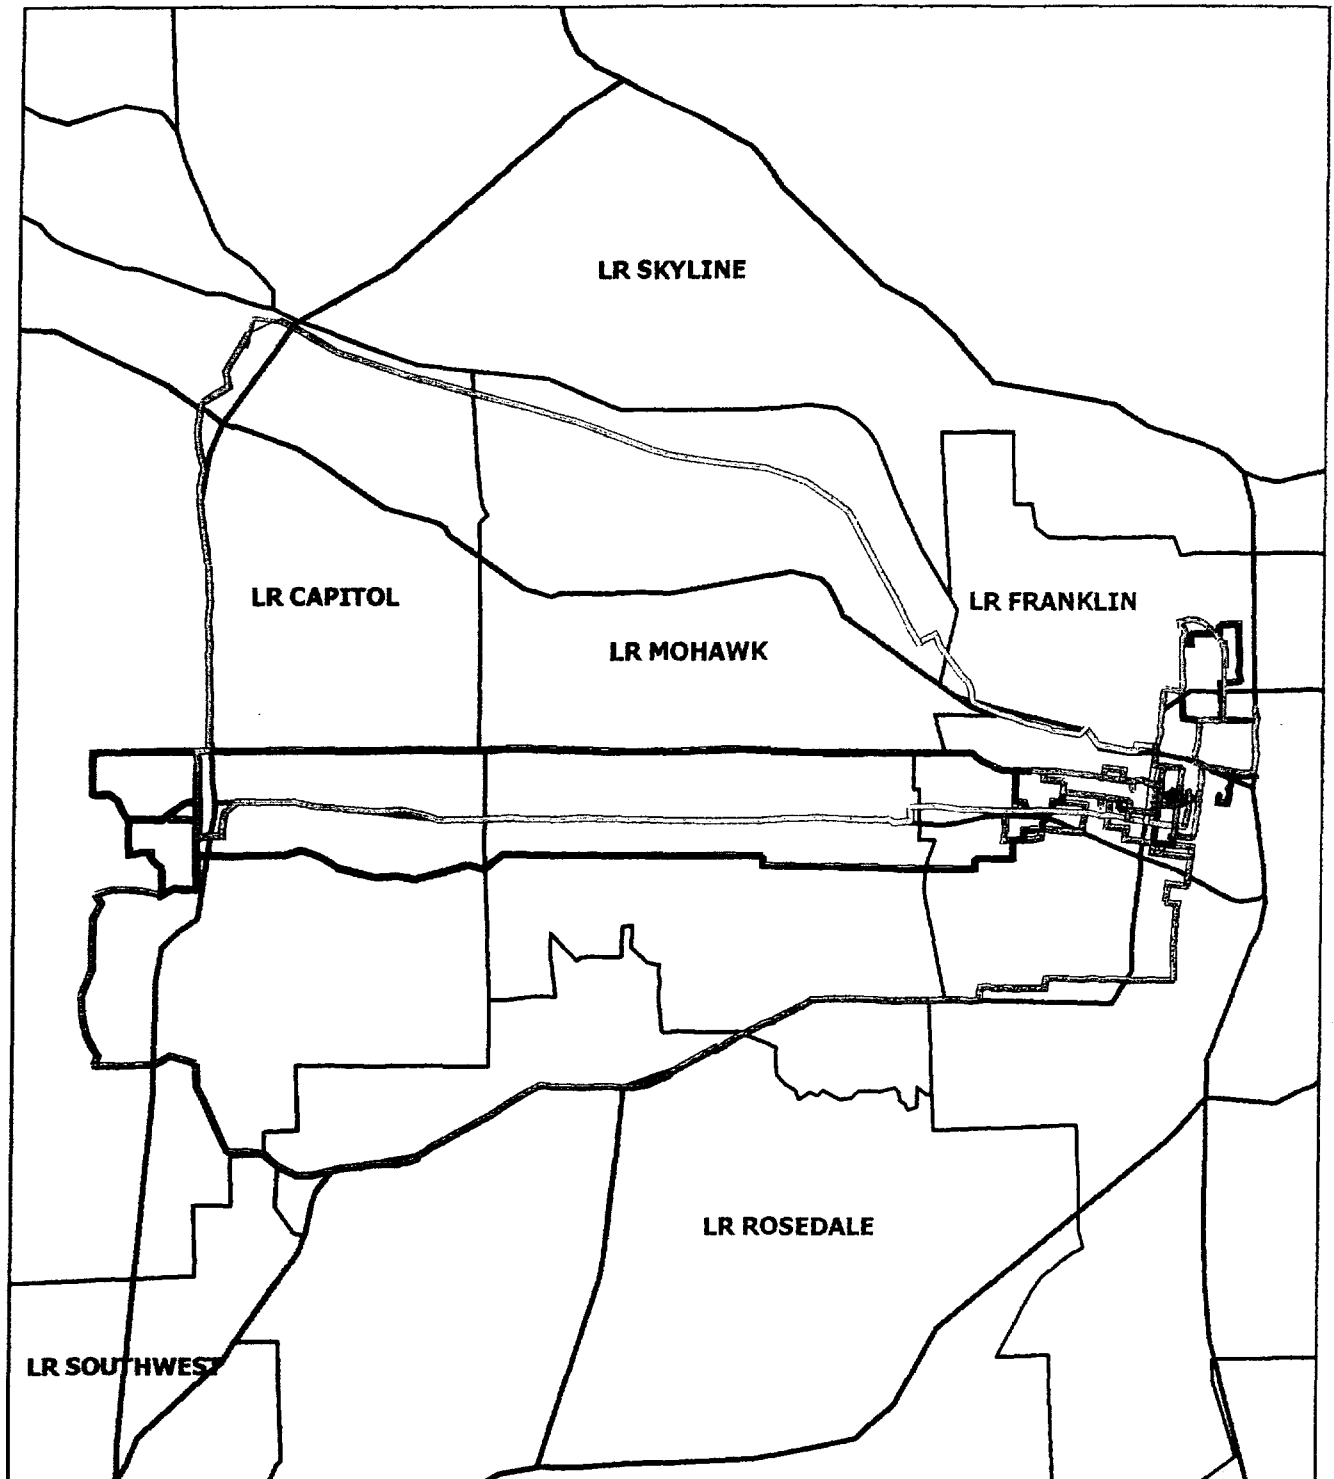 LR SKYLINE
LR CAPITOL
LR FRANKLIN
LR MOHAWK
LR ROSEDALE
LR SOUTHWEST